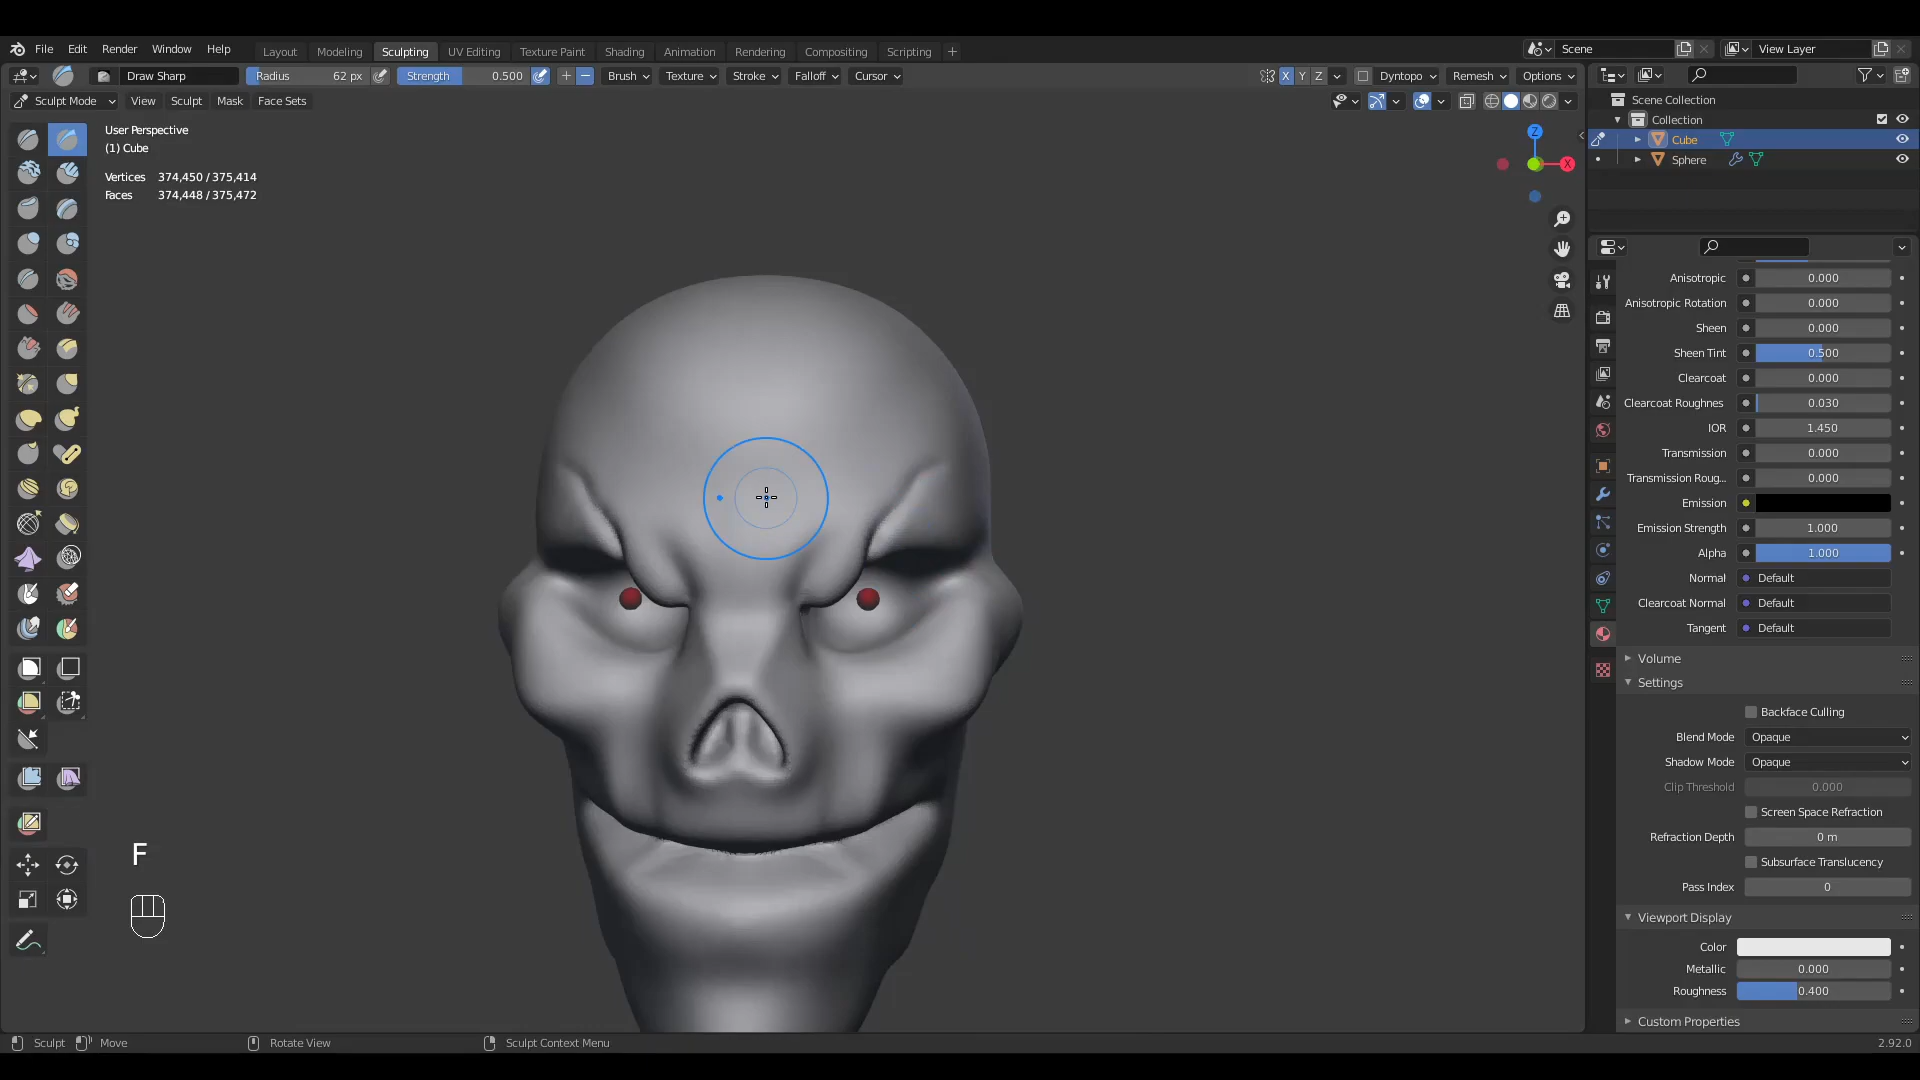 File Edit Render Window Help
Layout Modeling Sculpting UV Editing Texture Paint Shading Animation Rendering Compositing Scripting +
Scene
View Layer
Draw Sharp
Radius 62 px
Strength 0.500
Brush Texture Stroke Falloff Cursor
X Y Z
Dyntopo Remesh Options
Sculpt Mode View Sculpt Mask Face Sets
User Perspective
(1) Cube
Vertices 374,450 / 375,414
Faces 374,448 / 375,472
Z
X
Scene Collection
Collection
Cube
Sphere
Anisotropic 0.000
Anisotropic Rotation 0.000
Sheen 0.000
Sheen Tint 0.500
Clearcoat 0.000
Clearcoat Roughnes 0.030
IOR 1.450
Transmission 0.000
Transmission Roug... 0.000
Emission
Emission Strength 1.000
Alpha 1.000
Normal Default
Clearcoat Normal Default
Tangent Default
Volume
Settings
Backface Culling
Blend Mode Opaque
Shadow Mode Opaque
Clip Threshold 0.000
Screen Space Refraction
Refraction Depth 0 m
Subsurface Translucency
Pass Index 0
Viewport Display
Color
Metallic 0.000
Roughness 0.400
Custom Properties
F
Sculpt Move Rotate View Sculpt Context Menu
2.92.0